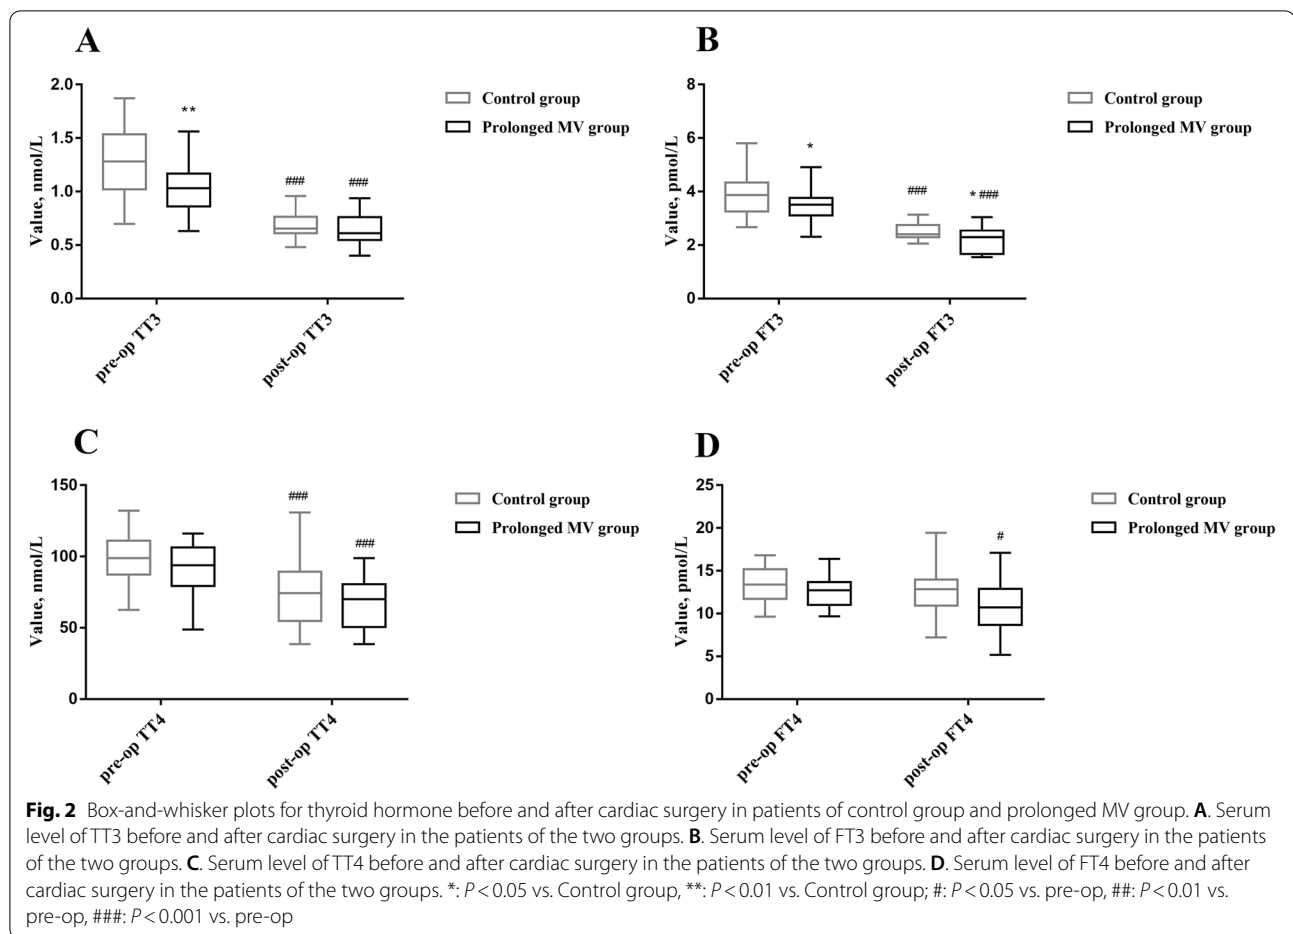 A
2.0
1.5
1.0
0.5
0.0
Value, nmol/L
**
###
###
pre-op TT3
post-op TT3
Control group
Prolonged MV group
B
8
6
4
2
0
Value, pmol/L
*
###
* ###
pre-op FT3
post-op FT3
Control group
Prolonged MV group
C
150
100
50
0
Value, nmol/L
###
###
pre-op TT4
post-op TT4
Control group
Prolonged MV group
D
25
20
15
10
5
0
Value, pmol/L
#
pre-op FT4
post-op FT4
Control group
Prolonged MV group
Fig. 2 Box-and-whisker plots for thyroid hormone before and after cardiac surgery in patients of control group and prolonged MV group. A. Serum
level of TT3 before and after cardiac surgery in the patients of the two groups. B. Serum level of FT3 before and after cardiac surgery in the patients
of the two groups. C. Serum level of TT4 before and after cardiac surgery in the patients of the two groups. D. Serum level of FT4 before and after
cardiac surgery in the patients of the two groups. *: P < 0.05 vs. Control group, **: P < 0.01 vs. Control group; #: P < 0.05 vs. pre-op, ##: P < 0.01 vs.
pre-op, ###: P < 0.001 vs. pre-op